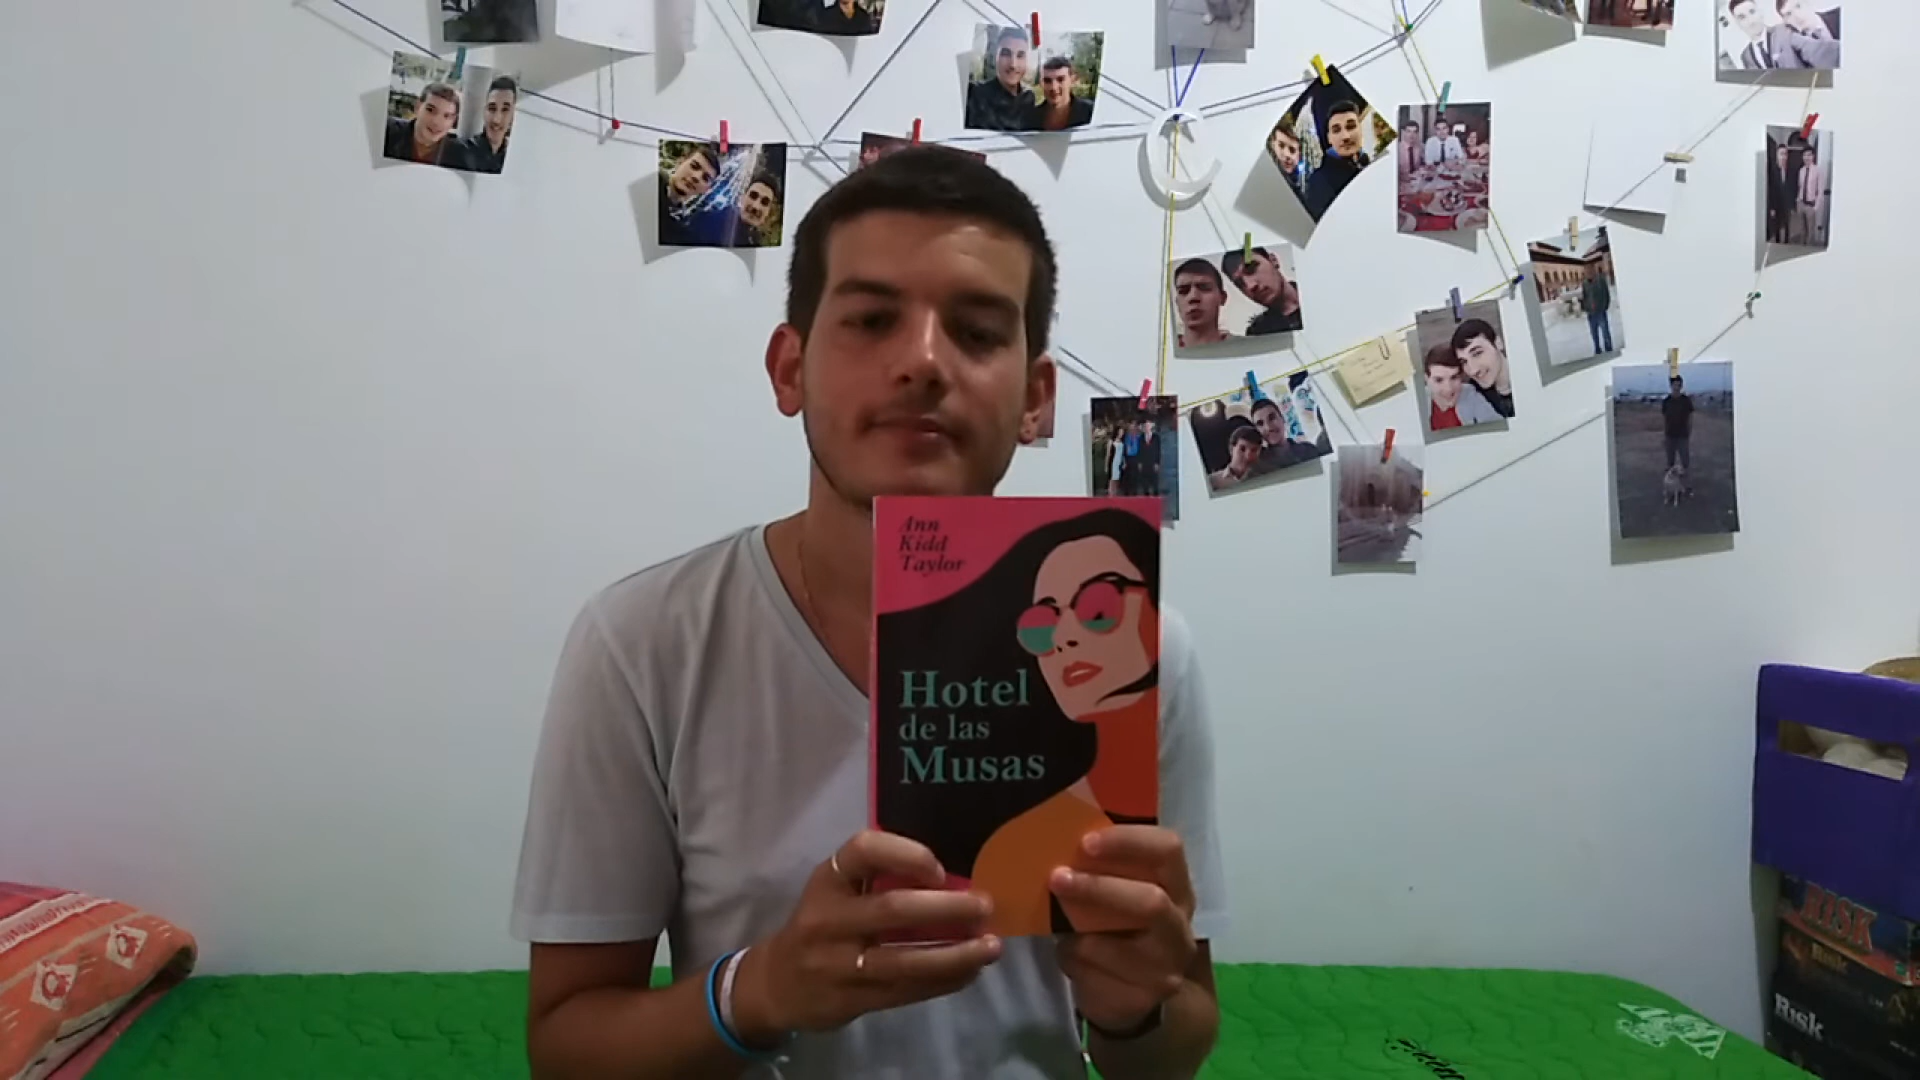 Ann
Kidd
Taylor
Hotel
de las
Musas
RISK
Risk
Risk